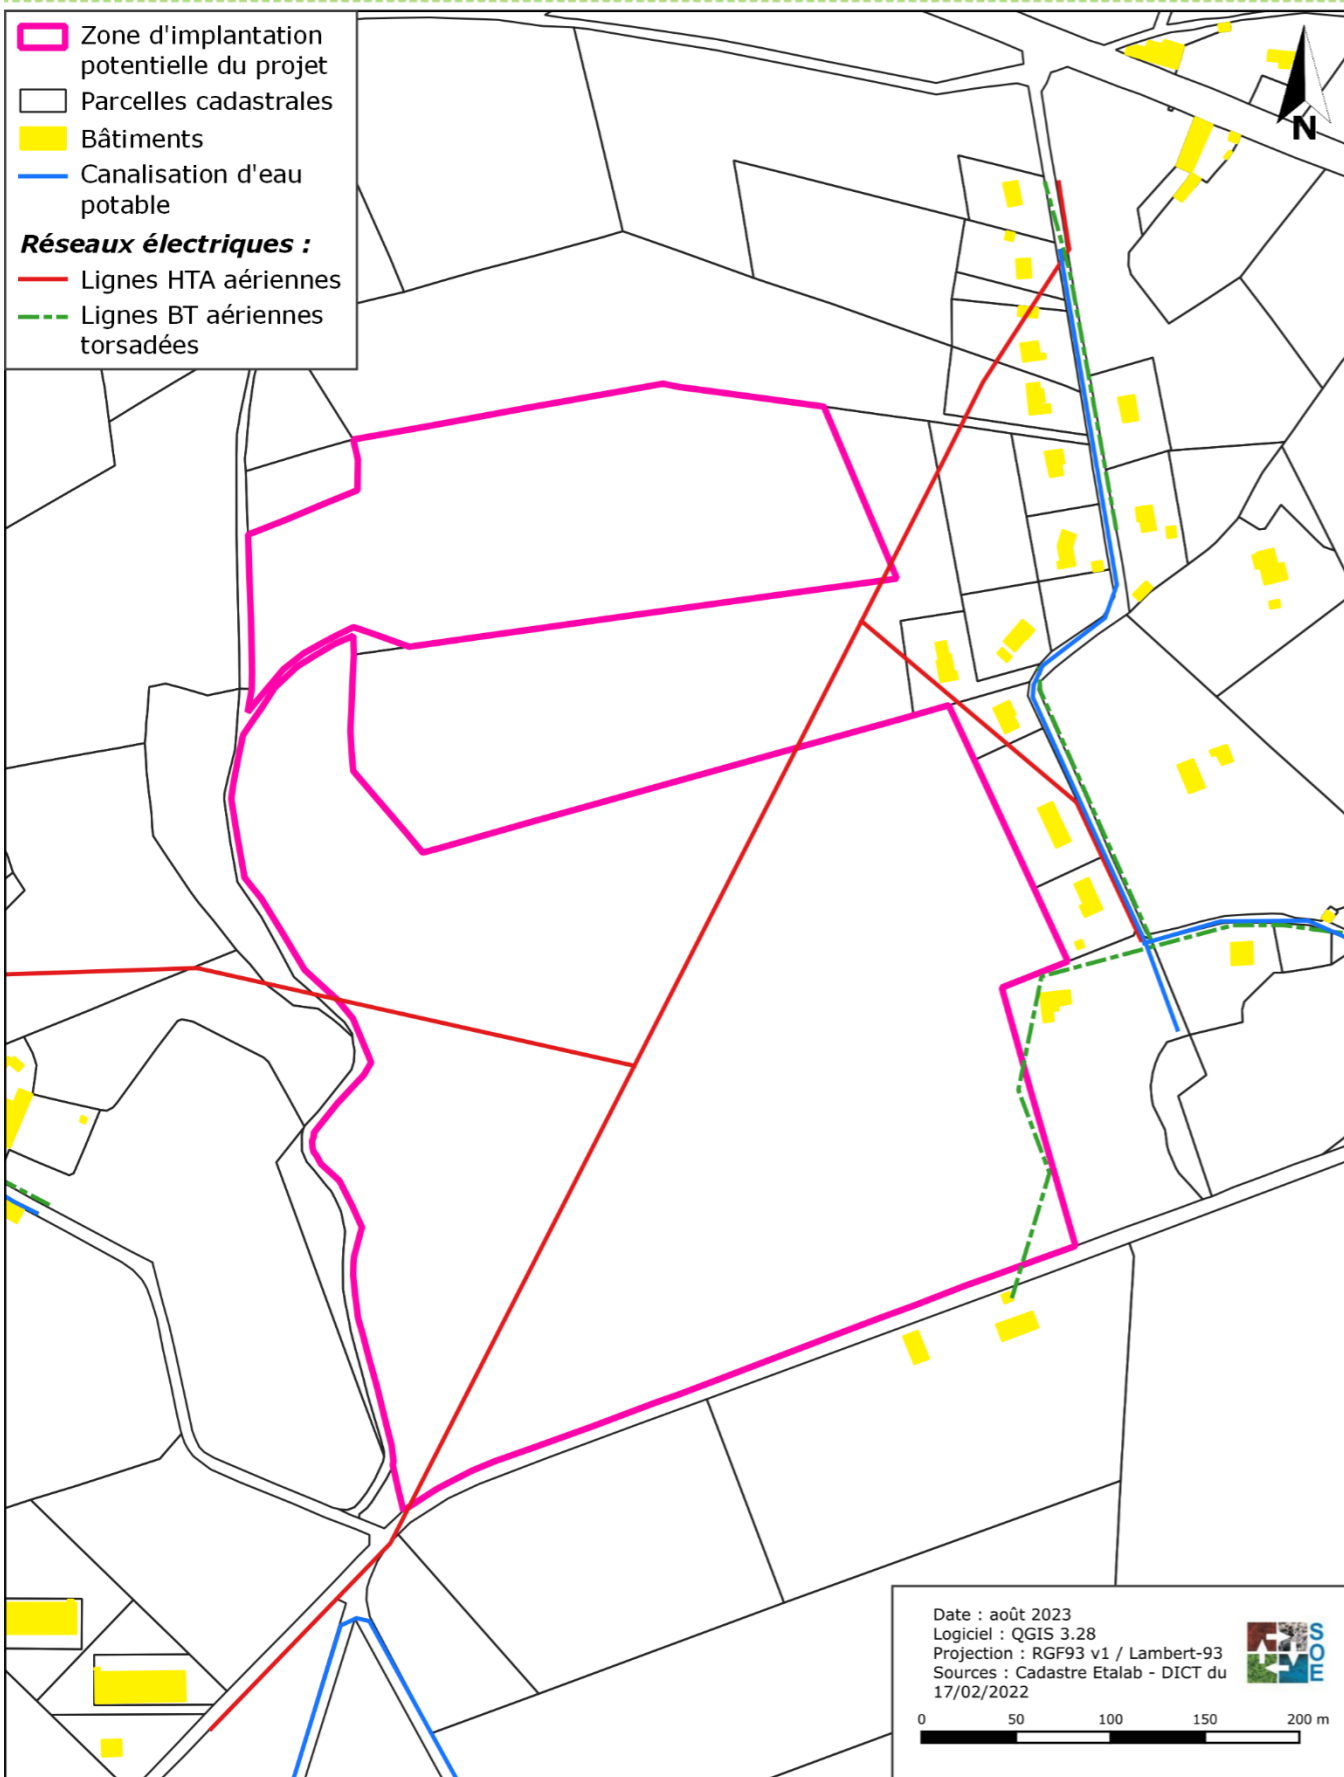 Zone d'implantation
potentielle du projet
Parcelles cadastrales
Bâtiments
Canalisation d'eau
potable
Réseaux électriques :
Lignes HTA aériennes
Lignes BT aériennes
torsadées
N
Date : août 2023
Logiciel : QGIS 3.28
Projection : RGF93 v1 / Lambert-93
Sources : Cadastre Etalab - DICT du
17/02/2022
SOE
0 50 100 150 200 m